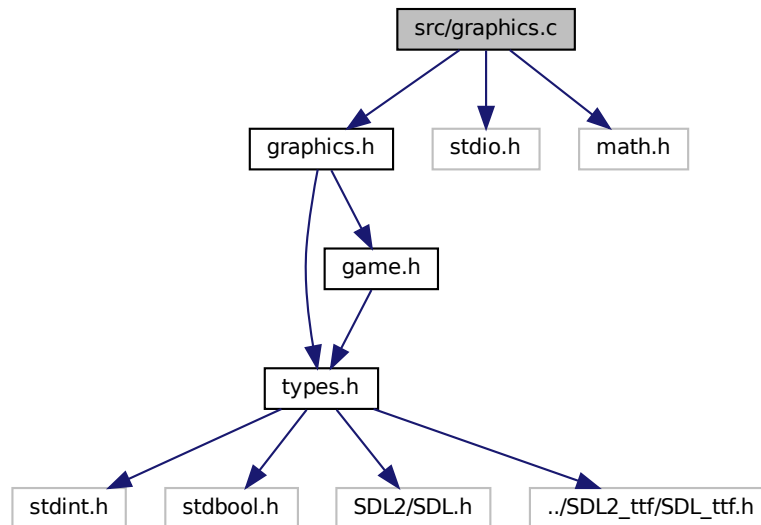 src/graphics.c
graphics.h
stdio.h
math.h
game.h
types.h
stdint.h
stdbool.h
SDL2/SDL.h
../SDL2_ttf/SDL_ttf.h